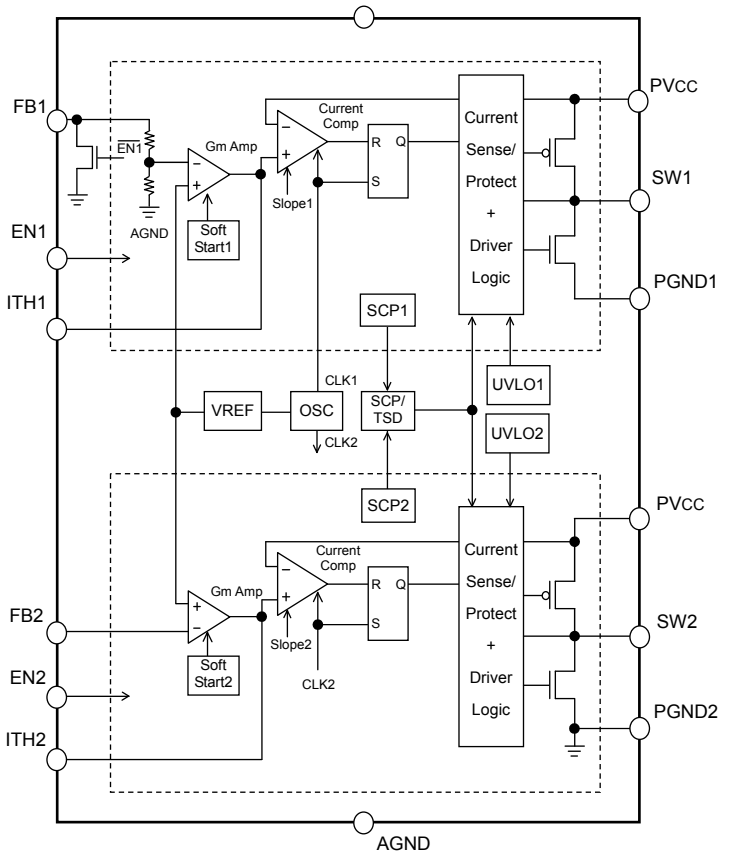 PVCC
FB1
EN1
Gm Amp
Current
Comp
R
Q
S
Slope1
Soft
Start1
AGND
Current
Sense/
Protect
+
Driver
Logic
SW1
EN1
ITH1
PGND1
SCP1
CLK1
VREF
OSC
CLK2
SCP/
TSD
UVLO1
UVLO2
SCP2
PVCC
Current
Comp
Gm Amp
R
Q
S
Slope2
CLK2
Soft
Start2
Current
Sense/
Protect
+
Driver
Logic
FB2
SW2
EN2
ITH2
PGND2
AGND